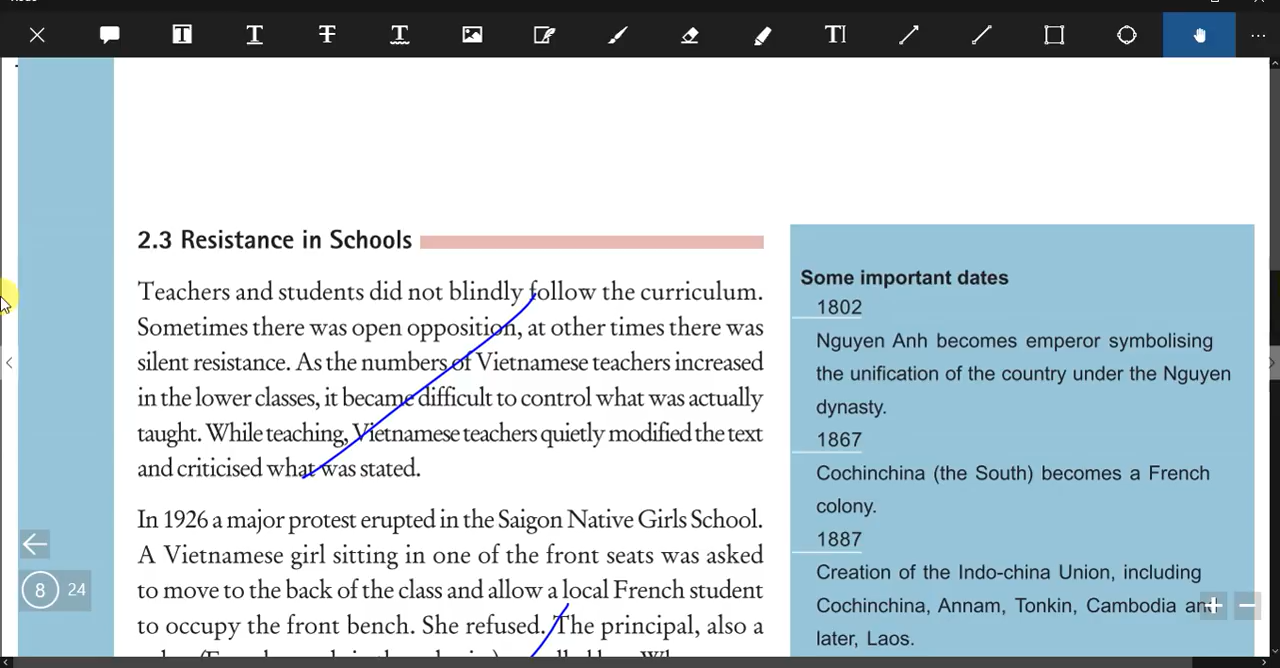 2.3 Resistance in Schools
Teachers and students did not blindly follow the curriculum.
Sometimes there was open opposition, at other times there was
silent resistance. As the numbers of Vietnamese teachers increased
in the lower classes, it became difficult to control what was actually
taught. While teaching, Vietnamese teachers quietly modified the text
and criticised what was stated.
In 1926 a major protest erupted in the Saigon Native Girls School.
A Vietnamese girl sitting in one of the front seats was asked
to move to the back of the class and allow a local French student
to occupy the front bench. She refused. The principal, also a
Some important dates
1802
Nguyen Anh becomes emperor symbolising
the unification of the country under the Nguyen
dynasty.
1867
Cochinchina (the South) becomes a French
colony.
1887
Creation of the Indo-china Union, including
Cochinchina, Annam, Tonkin, Cambodia and
later, Laos.
8 24